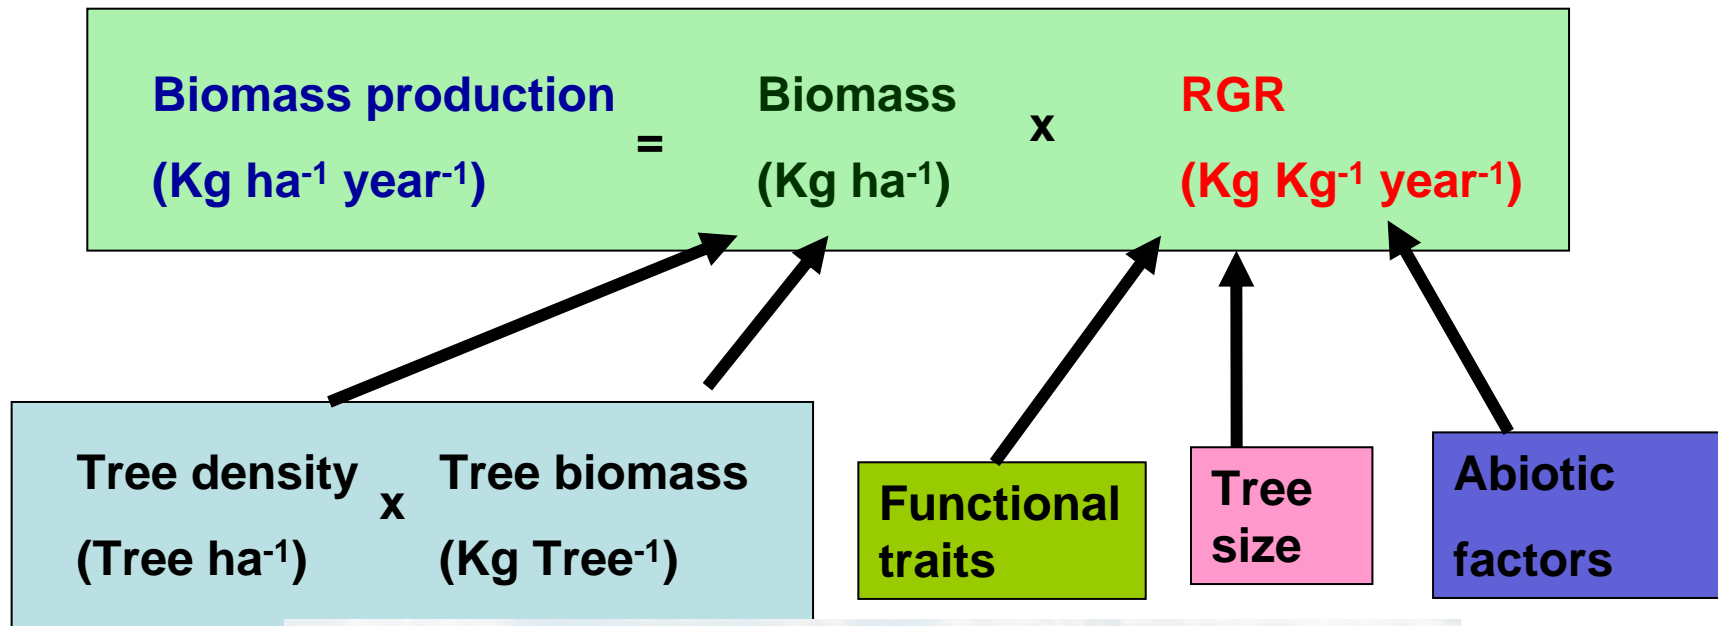 Biomass production = Biomass x RGR
(Kg ha⁻¹ year⁻¹) (Kg ha⁻¹) (Kg Kg⁻¹ year⁻¹)
Tree density x Tree biomass
(Tree ha⁻¹) (Kg Tree⁻¹)
Functional
traits
Tree
size
Abiotic
factors